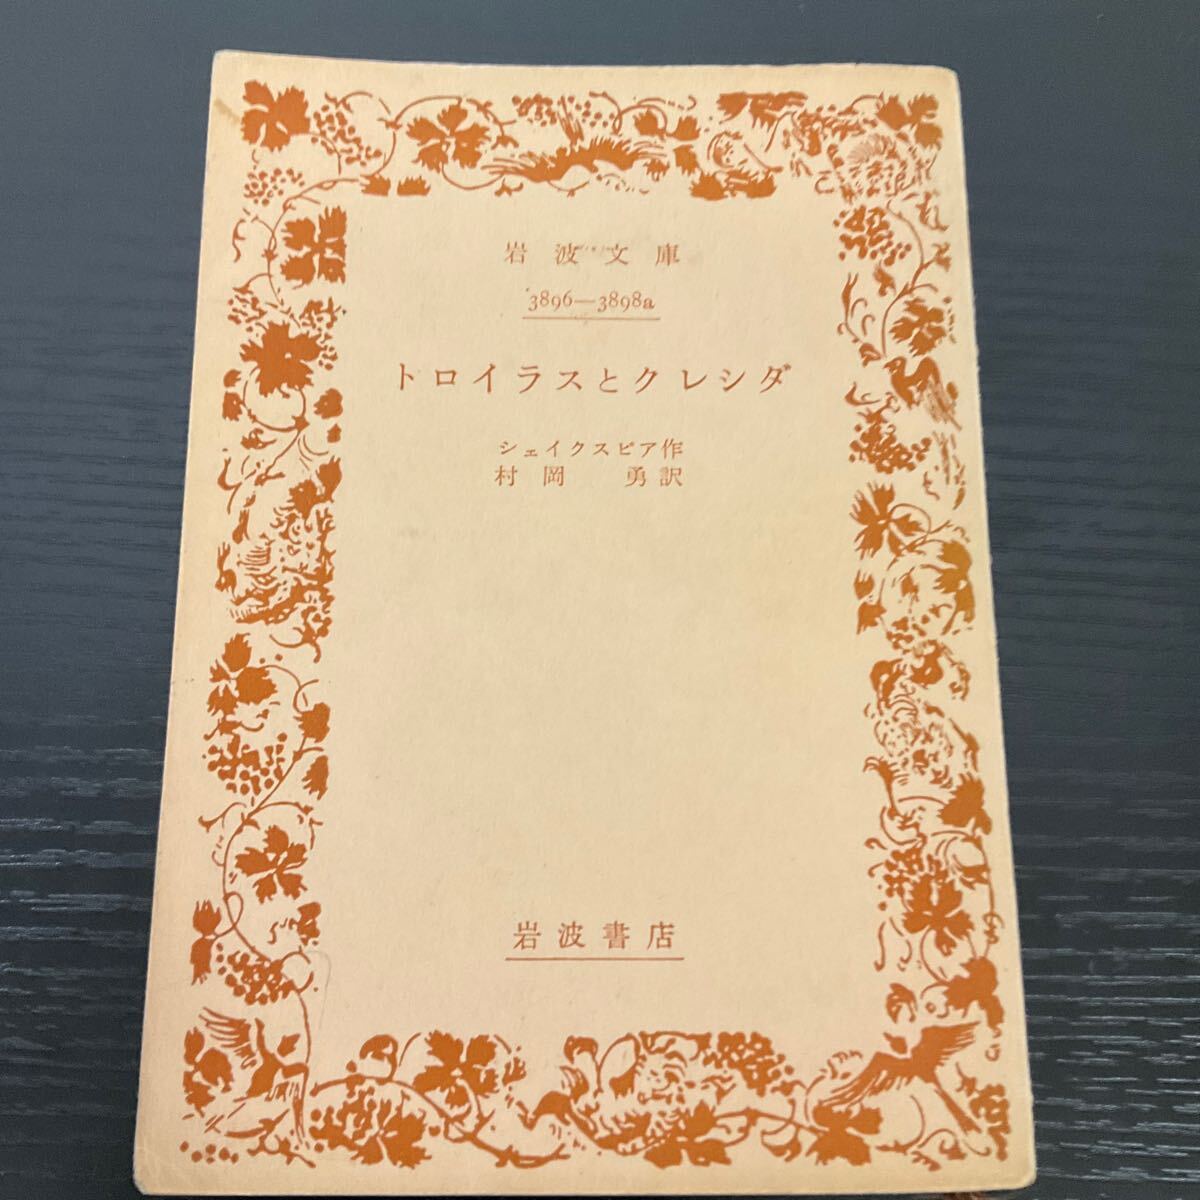 岩波文庫
3896—3898a
トロイラスとクレシダ
シェイクスピア作
村岡 勇訳
岩波書店